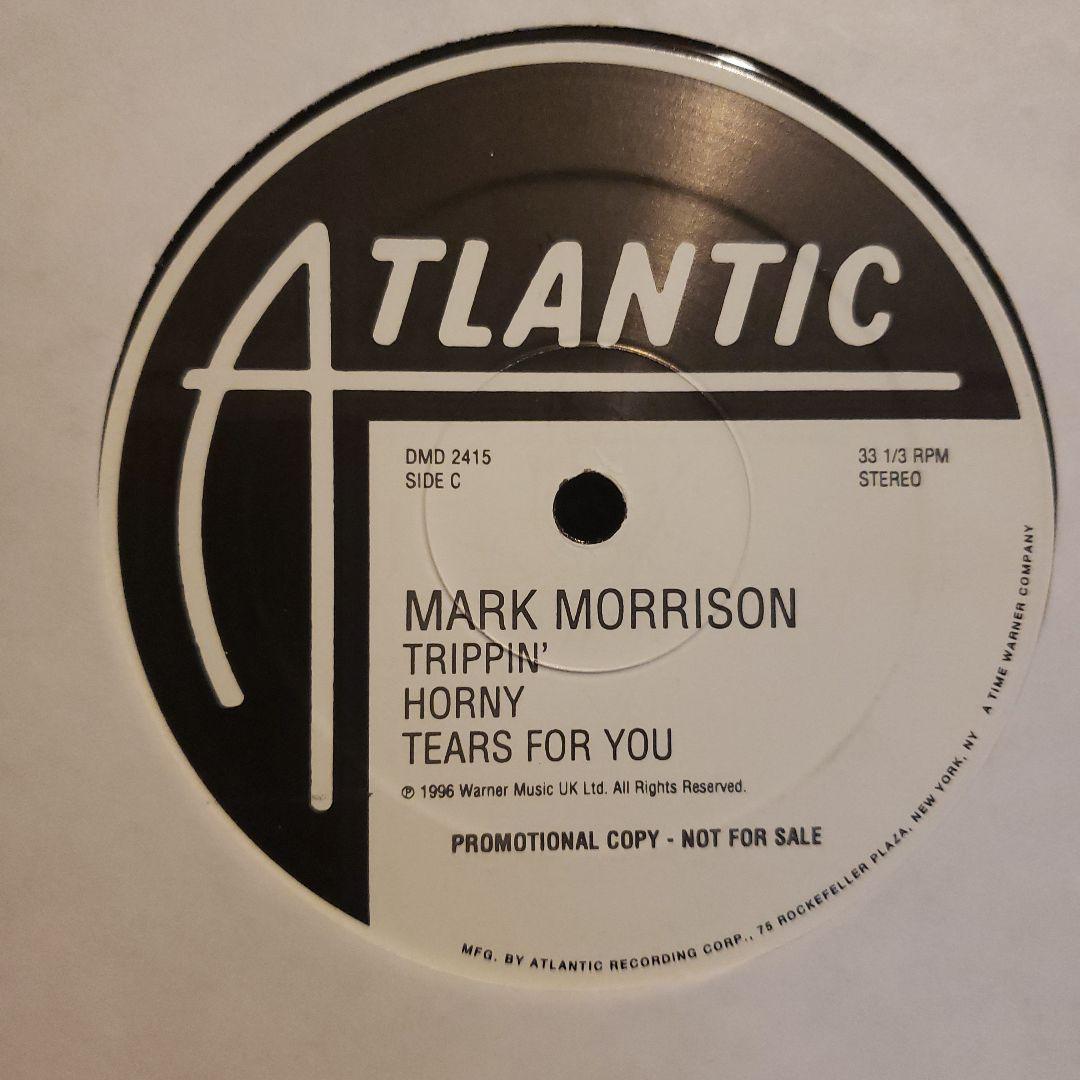 ATLANTIC
DMD 2415
SIDE C
33 1/3 RPM
STEREO
MARK MORRISON
TRIPPIN'
HORNY
TEARS FOR YOU
℗ 1996 Warner Music UK Ltd. All Rights Reserved.
PROMOTIONAL COPY - NOT FOR SALE
MFG. BY ATLANTIC RECORDING CORP., 75 ROCKEFELLER PLAZA, NEW YORK, NY A TIME WARNER COMPANY